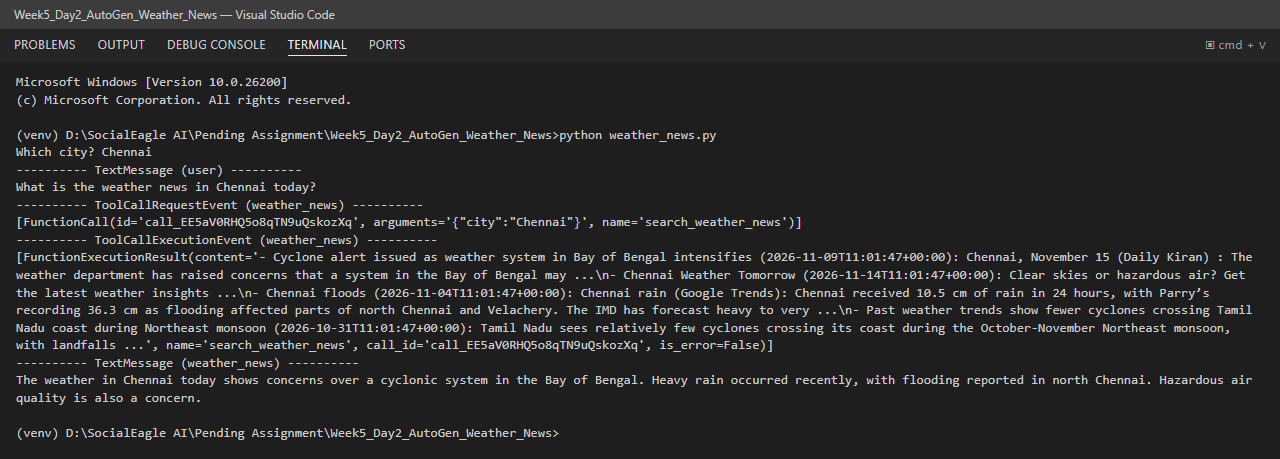 Week5_Day2_AutoGen_Weather_News — Visual Studio Code
PROBLEMS OUTPUT DEBUG CONSOLE TERMINAL PORTS cmd + ∨
Microsoft Windows [Version 10.0.26200]
(c) Microsoft Corporation. All rights reserved.
(venv) D:\SocialEagle AI\Pending Assignment\Week5_Day2_AutoGen_Weather_News>python weather_news.py
Which city? Chennai
---------- TextMessage (user) ----------
What is the weather news in Chennai today?
---------- ToolCallRequestEvent (weather_news) ----------
[FunctionCall(id='call_EE5aV0RHQ5o8qTN9uQskozXq', arguments='{"city":"Chennai"}', name='search_weather_news')]
---------- ToolCallExecutionEvent (weather_news) ----------
[FunctionExecutionResult(content='- Cyclone alert issued as weather system in Bay of Bengal intensifies (2026-11-09T11:01:47+00:00): Chennai, November 15 (Daily Kiran) : The
weather department has raised concerns that a system in the Bay of Bengal may ...\n- Chennai Weather Tomorrow (2026-11-14T11:01:47+00:00): Clear skies or hazardous air? Get
the latest weather insights ...\n- Chennai floods (2026-11-04T11:01:47+00:00): Chennai rain (Google Trends): Chennai received 10.5 cm of rain in 24 hours, with Parry’s
recording 36.3 cm as flooding affected parts of north Chennai and Velachery. The IMD has forecast heavy to very ...\n- Past weather trends show fewer cyclones crossing Tamil
Nadu coast during Northeast monsoon (2026-10-31T11:01:47+00:00): Tamil Nadu sees relatively few cyclones crossing its coast during the October-November Northeast monsoon,
with landfalls ...', name='search_weather_news', call_id='call_EE5aV0RHQ5o8qTN9uQskozXq', is_error=False)]
---------- TextMessage (weather_news) ----------
The weather in Chennai today shows concerns over a cyclonic system in the Bay of Bengal. Heavy rain occurred recently, with flooding reported in north Chennai. Hazardous air
quality is also a concern.
(venv) D:\SocialEagle AI\Pending Assignment\Week5_Day2_AutoGen_Weather_News>